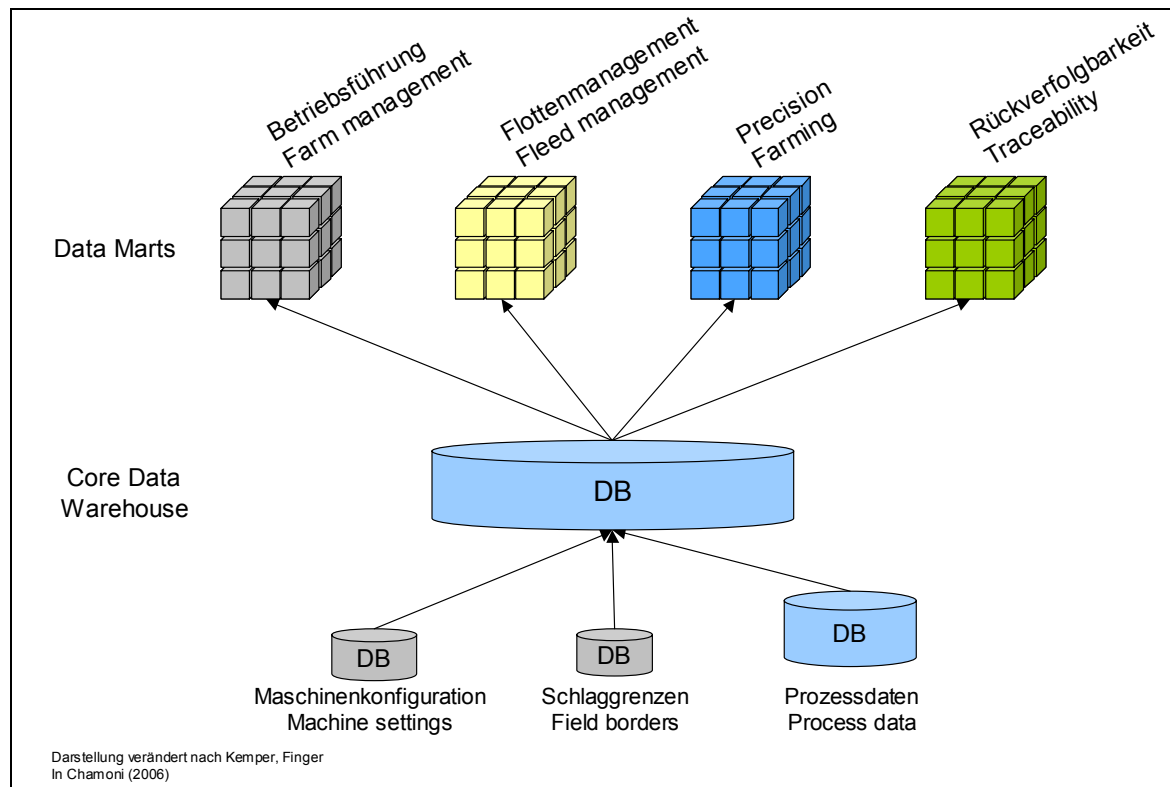 Betriebsführung
Farm management
Flottenmanagement
Fleed management
Precision
Farming
Rückverfolgbarkeit
Traceability
Data Marts
Core Data
Warehouse
DB
DB
DB
DB
Maschinenkonfiguration
Machine settings
Schlaggrenzen
Field borders
Prozessdaten
Process data
Darstellung verändert nach Kemper, Finger
In Chamoni (2006)